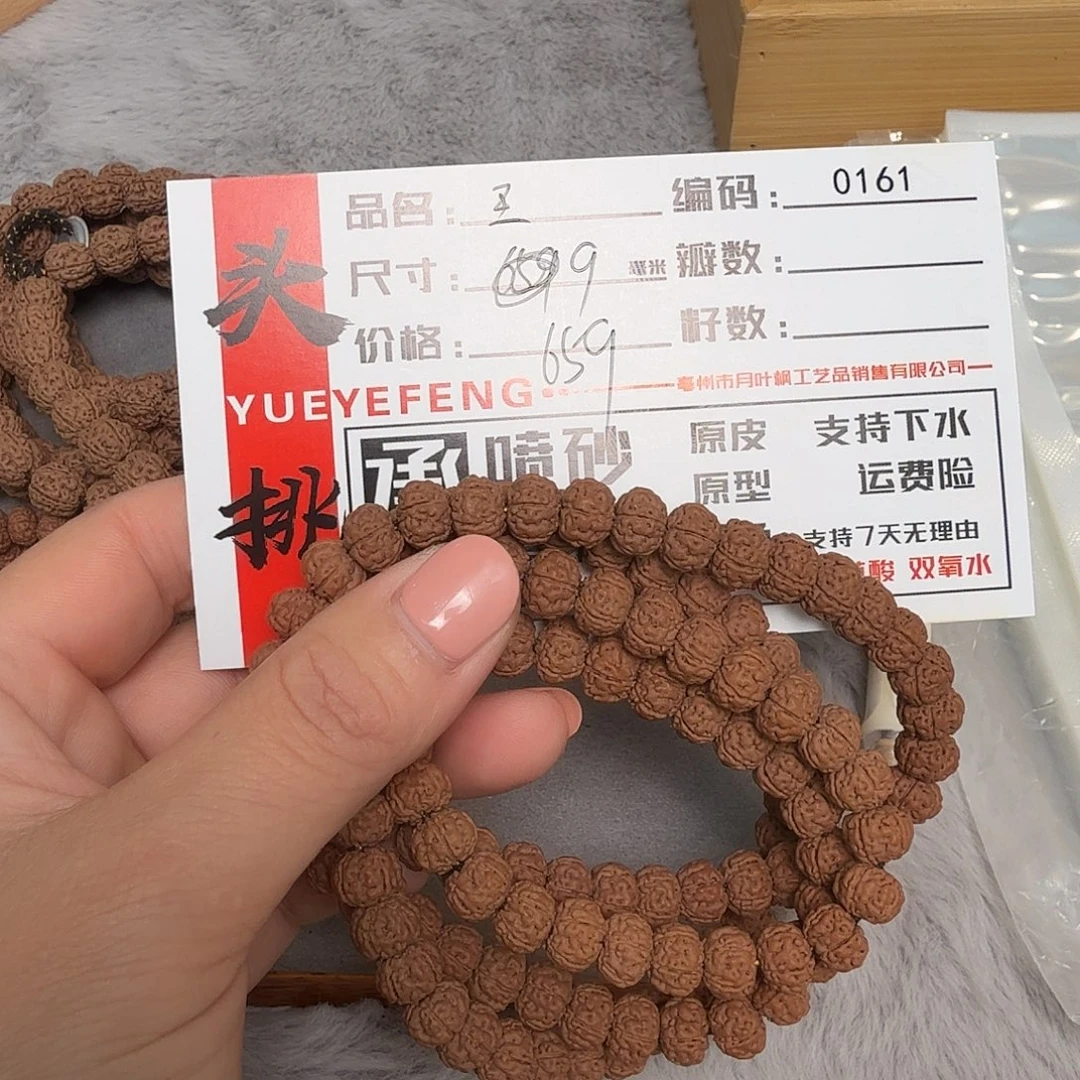 头排
品名: 王
编码: 0161
尺寸: 9 毫米
瓣数:
价格: 659
籽数:
YUEYEFENG
亳州市月叶枫工艺品销售有限公司
承 喷砂
原皮 支持下水
原型 运费险
支持7天无理由
酸 双氧水